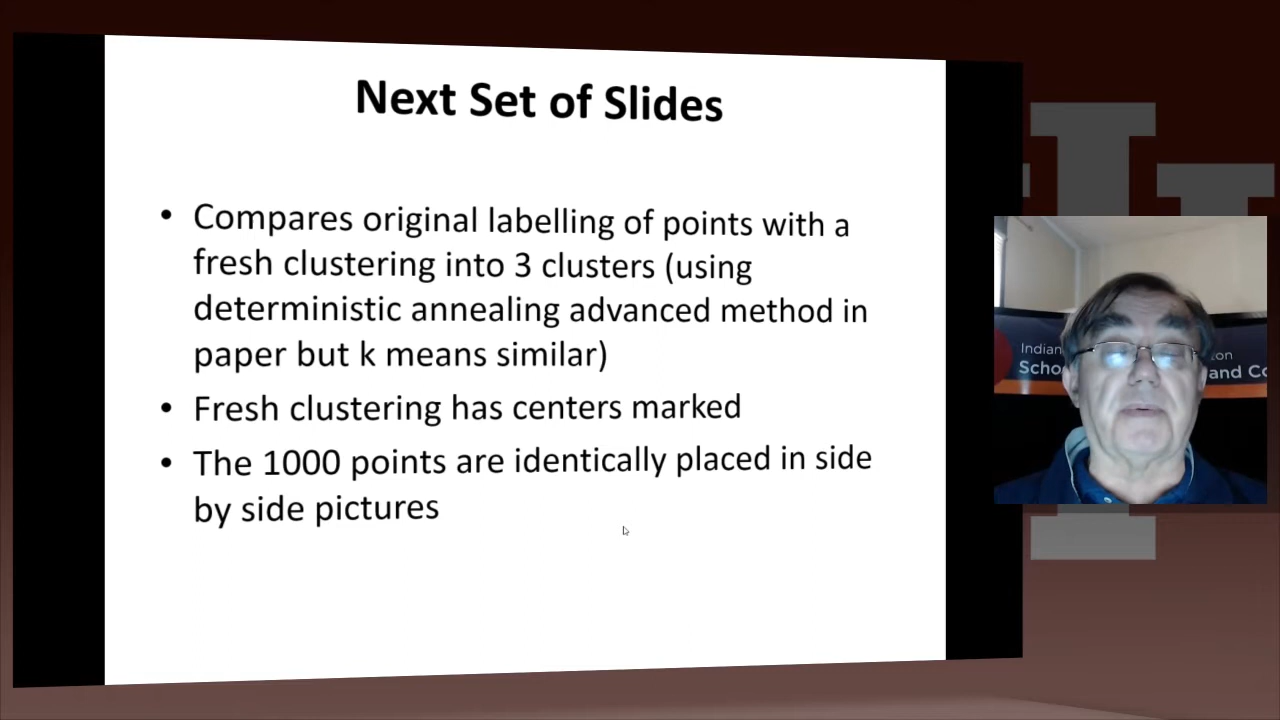 Next Set of Slides
• Compares original labelling of points with a
fresh clustering into 3 clusters (using
deterministic annealing advanced method in
paper but k means similar)
• Fresh clustering has centers marked
• The 1000 points are identically placed in side
by side pictures
and Co